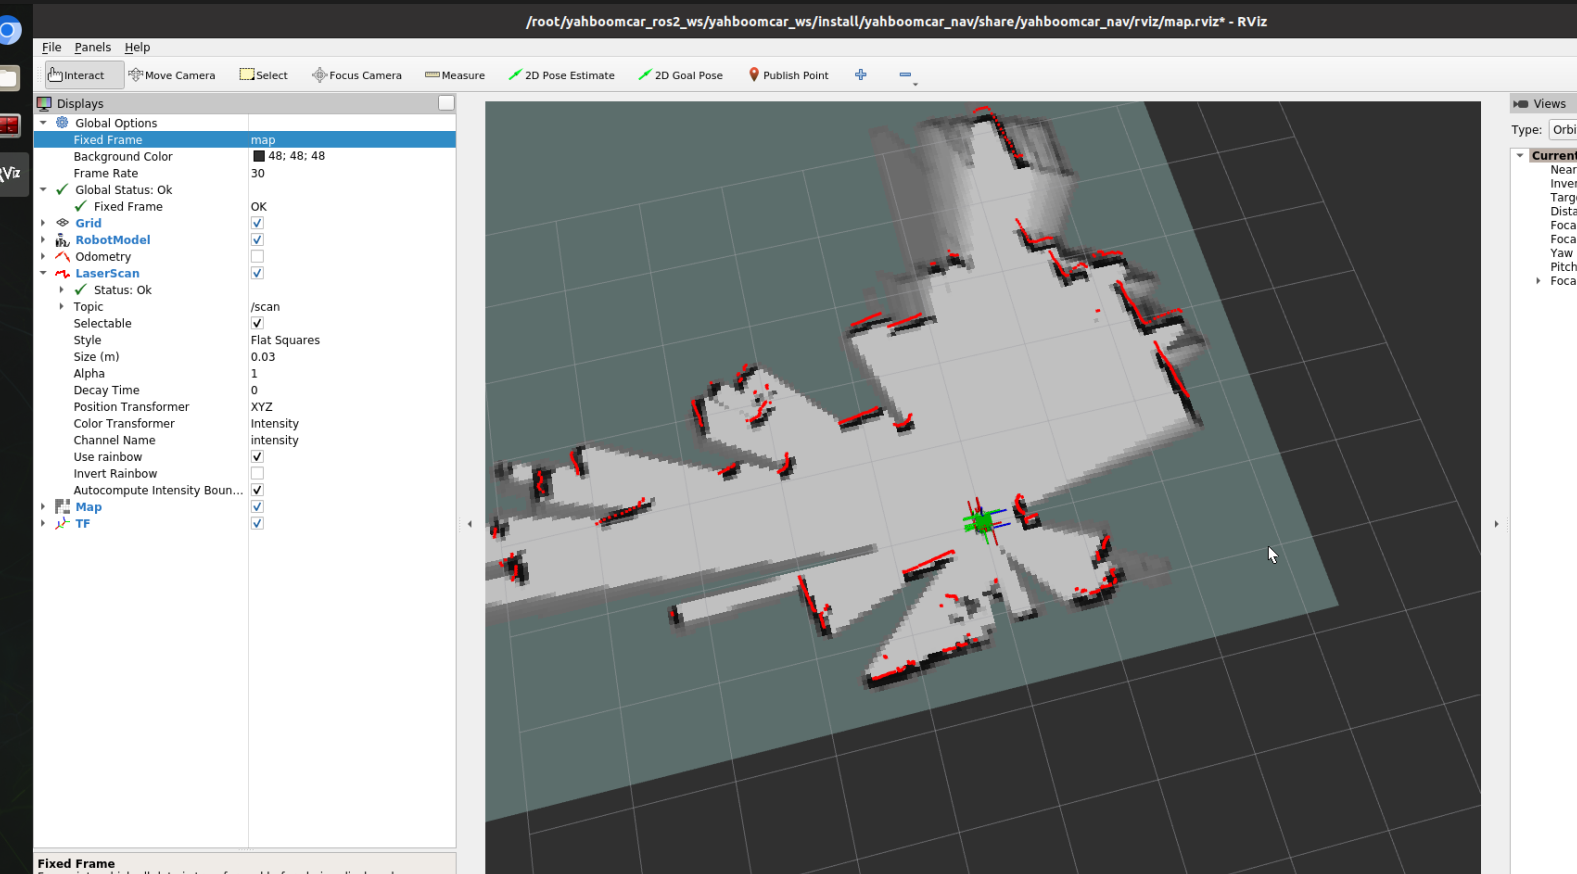 /root/yahboomcar_ros2_ws/yahboomcar_ws/install/yahboomcar_nav/share/yahboomcar_nav/rviz/map.rviz* - RViz
File Panels Help
Interact Move Camera Select Focus Camera Measure 2D Pose Estimate 2D Goal Pose Publish Point
Displays
Global Options
Fixed Frame map
Background Color 48; 48; 48
Frame Rate 30
Global Status: Ok
Fixed Frame OK
Grid
RobotModel
Odometry
LaserScan
Status: Ok
Topic /scan
Selectable
Style Flat Squares
Size (m) 0.03
Alpha 1
Decay Time 0
Position Transformer XYZ
Color Transformer Intensity
Channel Name intensity
Use rainbow
Invert Rainbow
Autocompute Intensity Boun...
Map
TF
Fixed Frame
Views
Type: Orbi
Current
Near
Inver
Targe
Dista
Foca
Foca
Yaw
Pitch
Foca
RViz